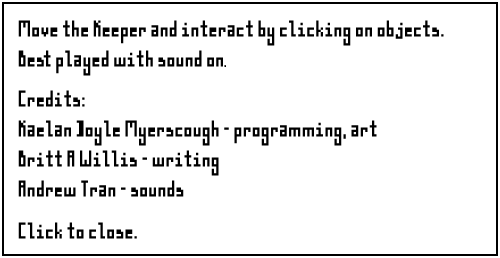 Move the Keeper and interact by clicking on objects.
Best played with sound on.
Credits:
Kaelan Doyle Myerscough - programming, art
Britt A Willis - writing
Andrew Tran - sounds
Click to close.